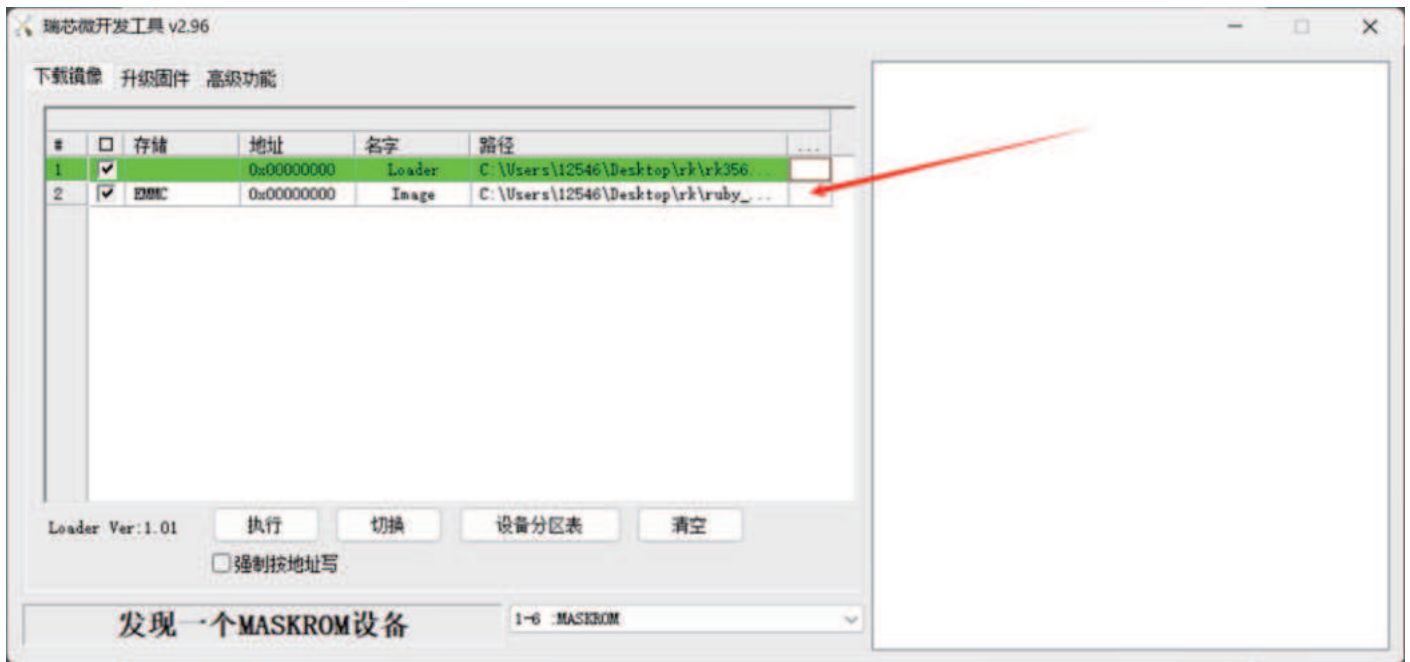 瑞芯微开发工具 v2.96
下载镜像 升级固件 高级功能
# 存储 地址 名字 路径 ...
1 0x00000000 Loader C:\Users\12546\Desktop\rk\rk356...
2 EMMC 0x00000000 Image C:\Users\12546\Desktop\rk\ruby_...
Loader Ver:1.01 执行 切换 设备分区表 清空
强制按地址写
发现一个MASKROM设备 1-6 :MASKROM